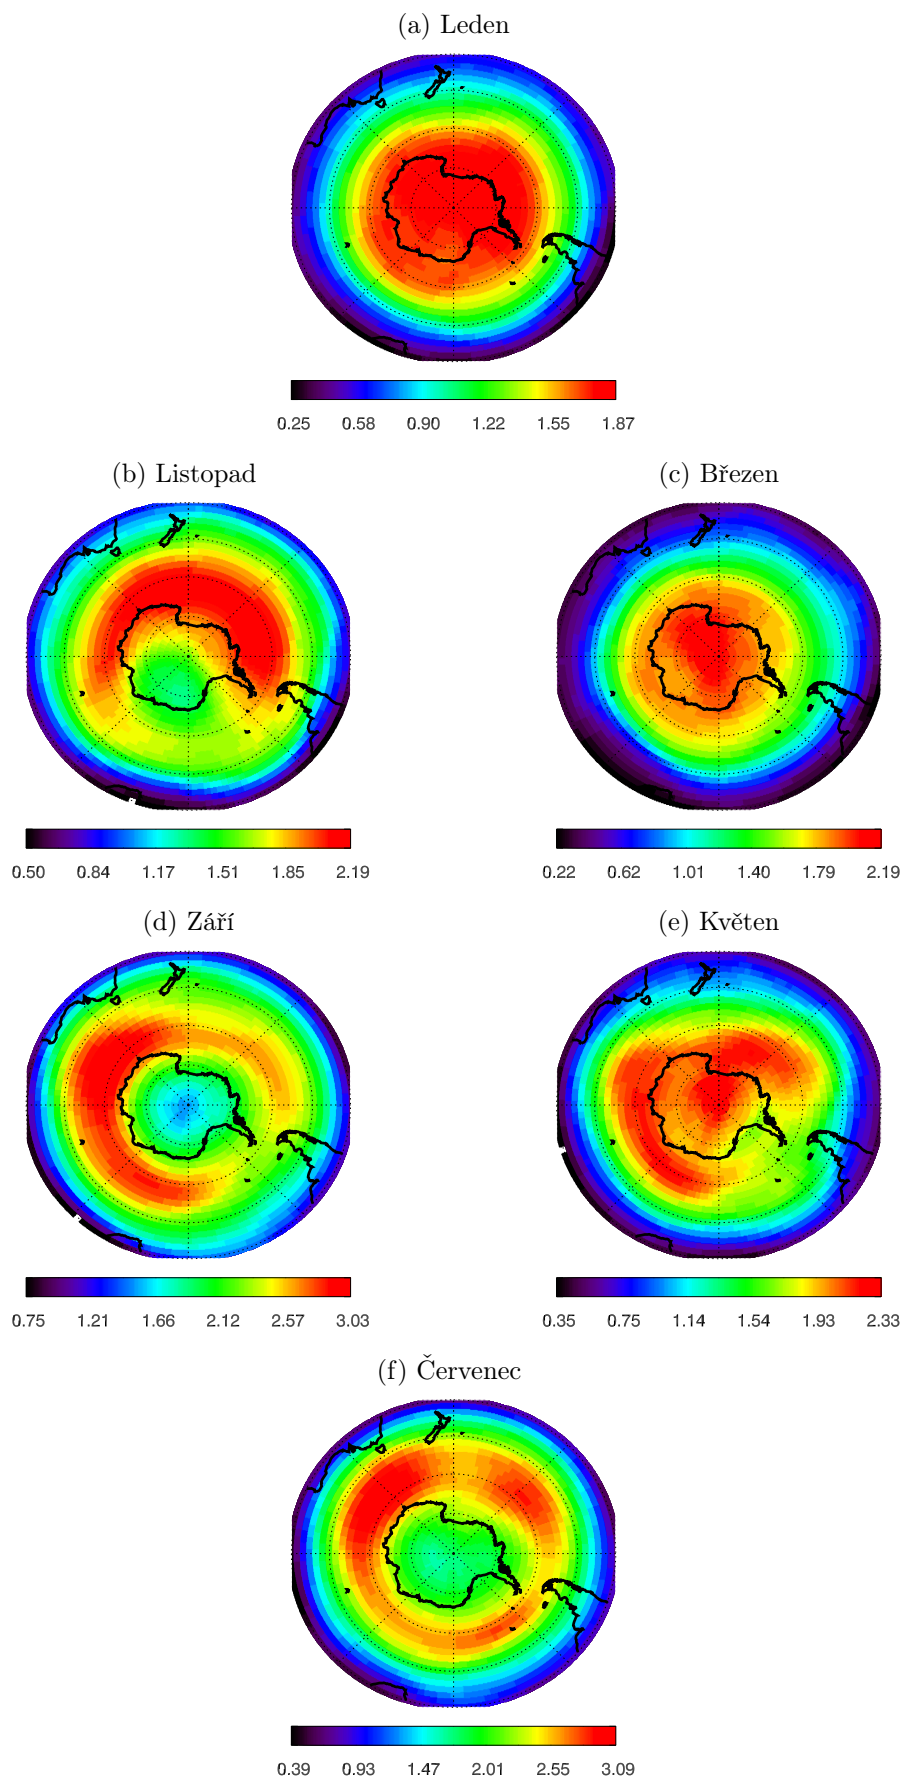 (a) Leden
0.25 0.58 0.90 1.22 1.55 1.87
(b) Listopad
(c) Březen
0.50 0.84 1.17 1.51 1.85 2.19
0.22 0.62 1.01 1.40 1.79 2.19
(d) Září
(e) Květen
0.75 1.21 1.66 2.12 2.57 3.03
0.35 0.75 1.14 1.54 1.93 2.33
(f) Červenec
0.39 0.93 1.47 2.01 2.55 3.09